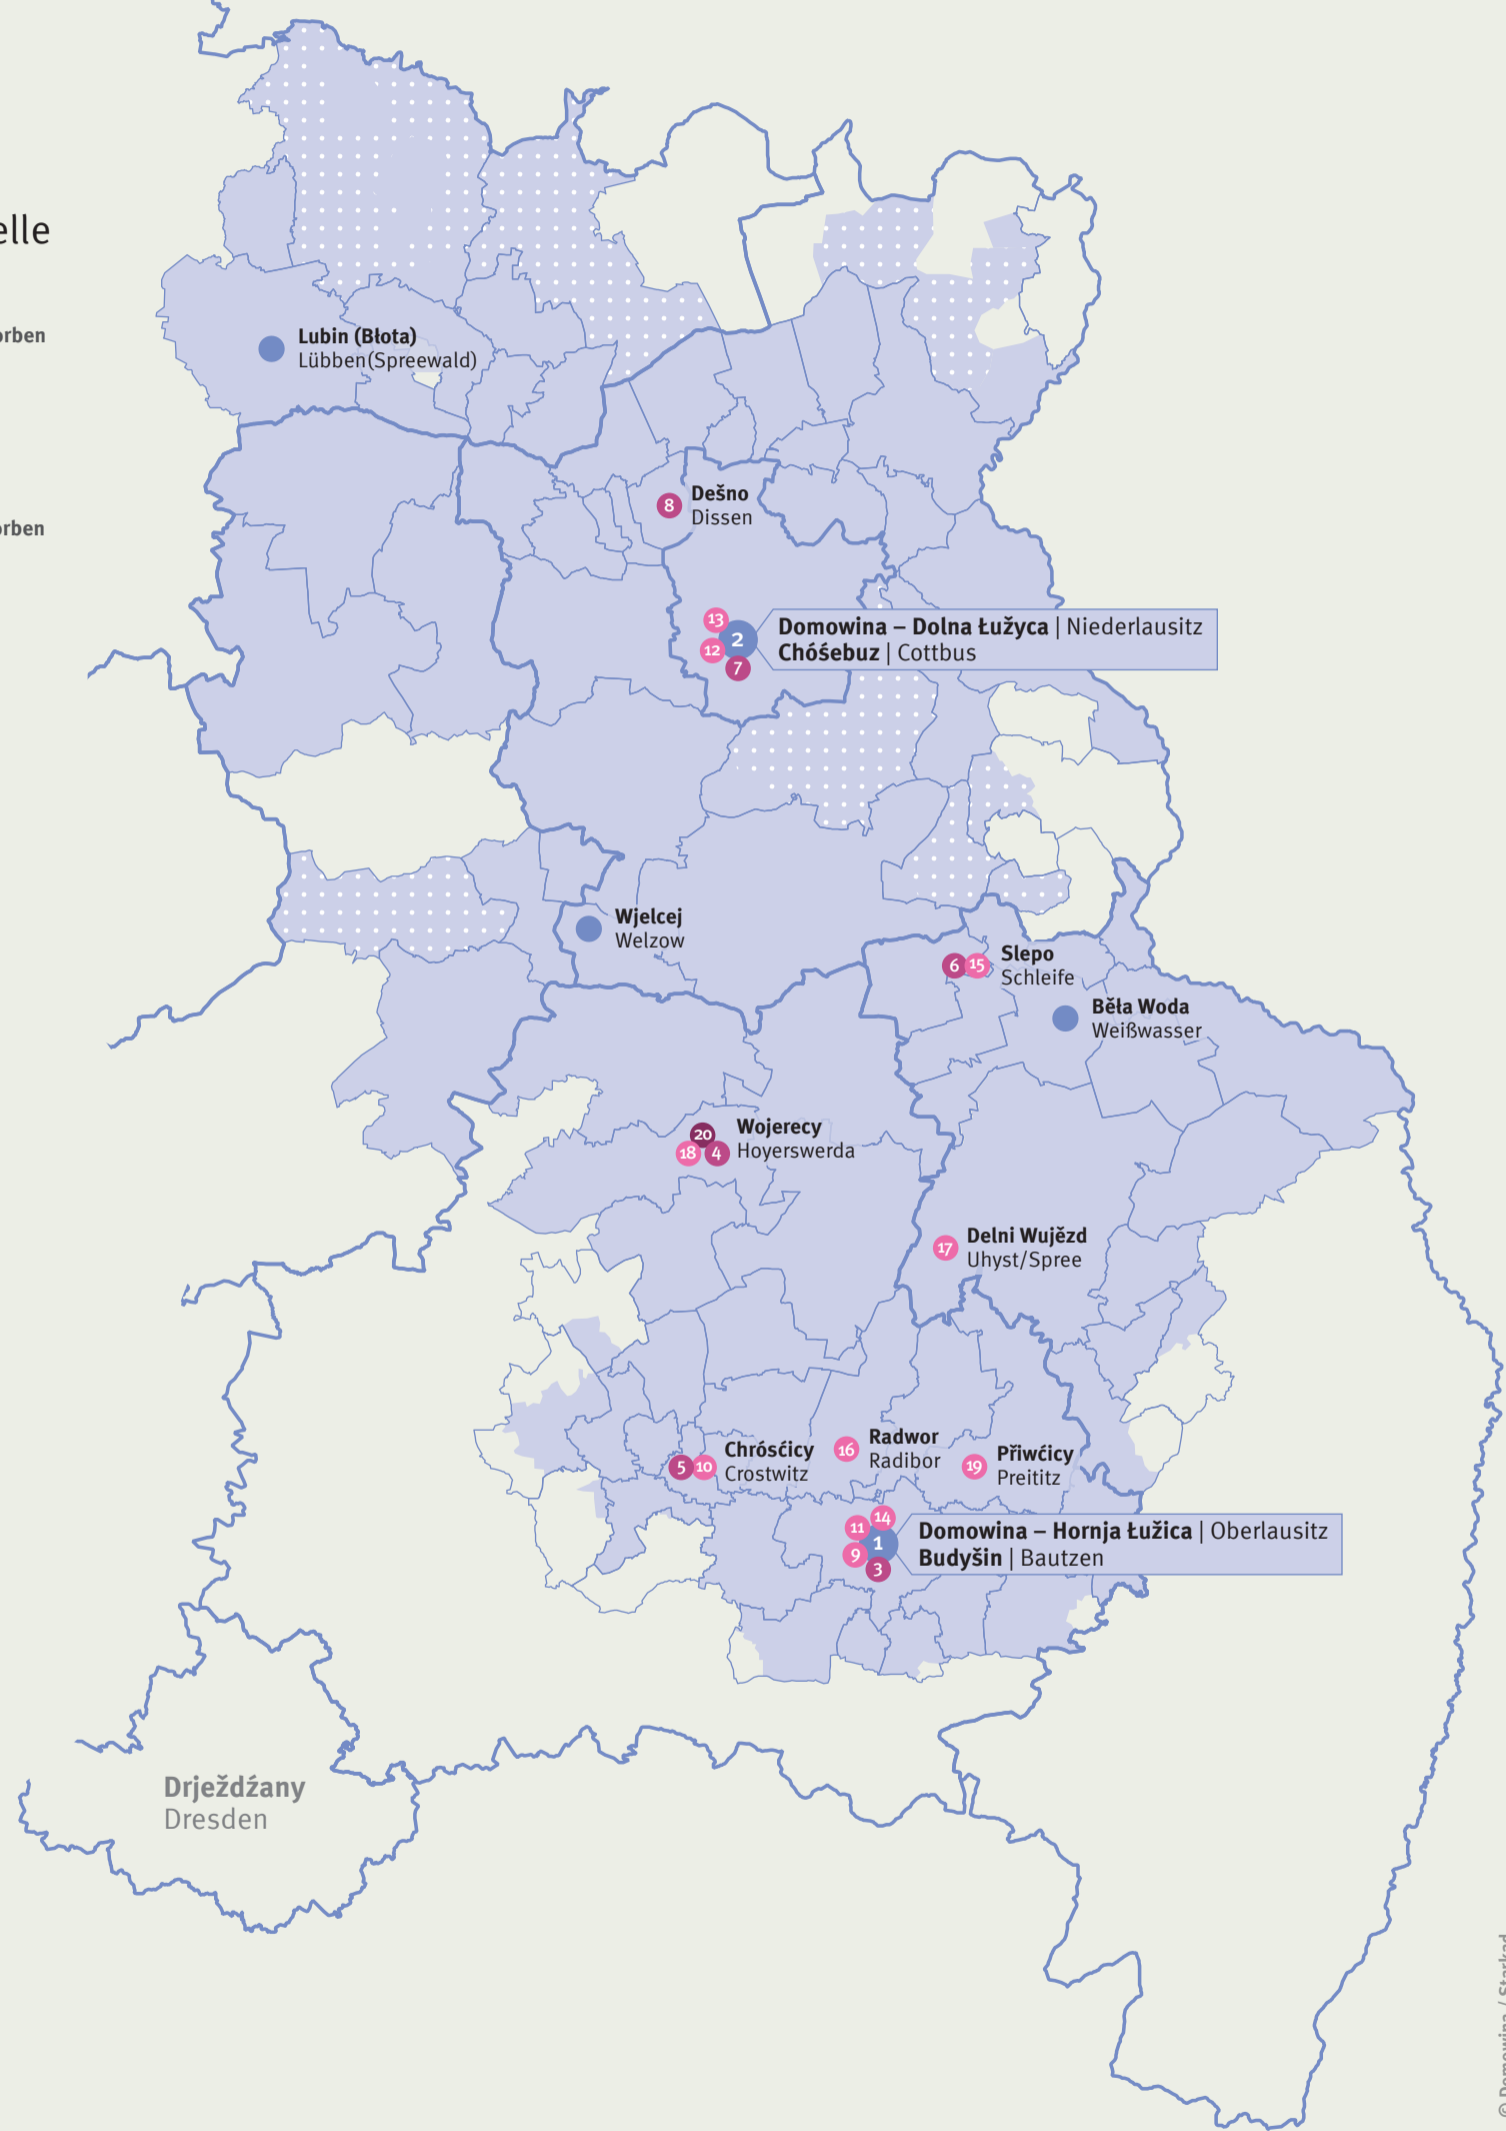 elle
orben
Lubin (Błota)
Lübben(Spreewald)
orben
8
Dešno
Dissen
13
2
12
7
Domowina – Dolna Łužyca | Niederlausitz
Chóśebuz | Cottbus
Wjelcej
Welzow
6
15
Slepo
Schleife
Běła Woda
Weißwasser
20
18
4
Wojerecy
Hoyerswerda
17
Delni Wujězd
Uhyst/Spree
5
10
Chrósćicy
Crostwitz
16
Radwor
Radibor
19
Přiwćicy
Preititz
11
14
1
9
3
Domowina – Hornja Łužica | Oberlausitz
Budyšin | Bautzen
Drježdźany
Dresden